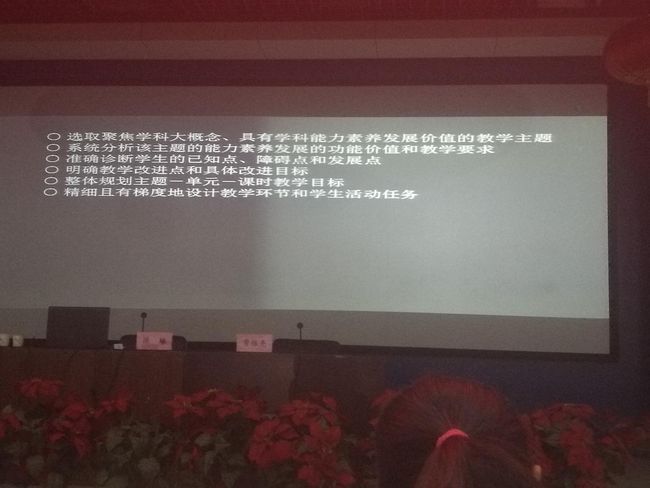 ○ 选取聚焦学科大概念、具有学科能力素养发展价值的教学主题
○ 系统分析该主题的能力素养发展的功能价值和教学要求
○ 准确诊断学生的已知点、障碍点和发展点
○ 明确教学改进点和具体改进目标
○ 整体规划主题－单元－课时教学目标
○ 精细且有梯度地设计教学环节和学生活动任务